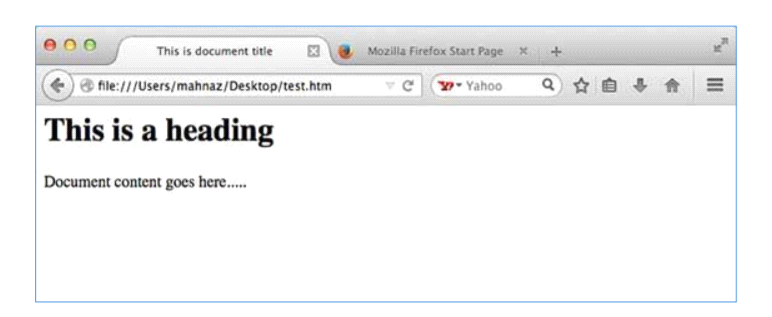 This is document title
Mozilla Firefox Start Page
file:///Users/mahnaz/Desktop/test.htm
Yahoo
This is a heading
Document content goes here.....